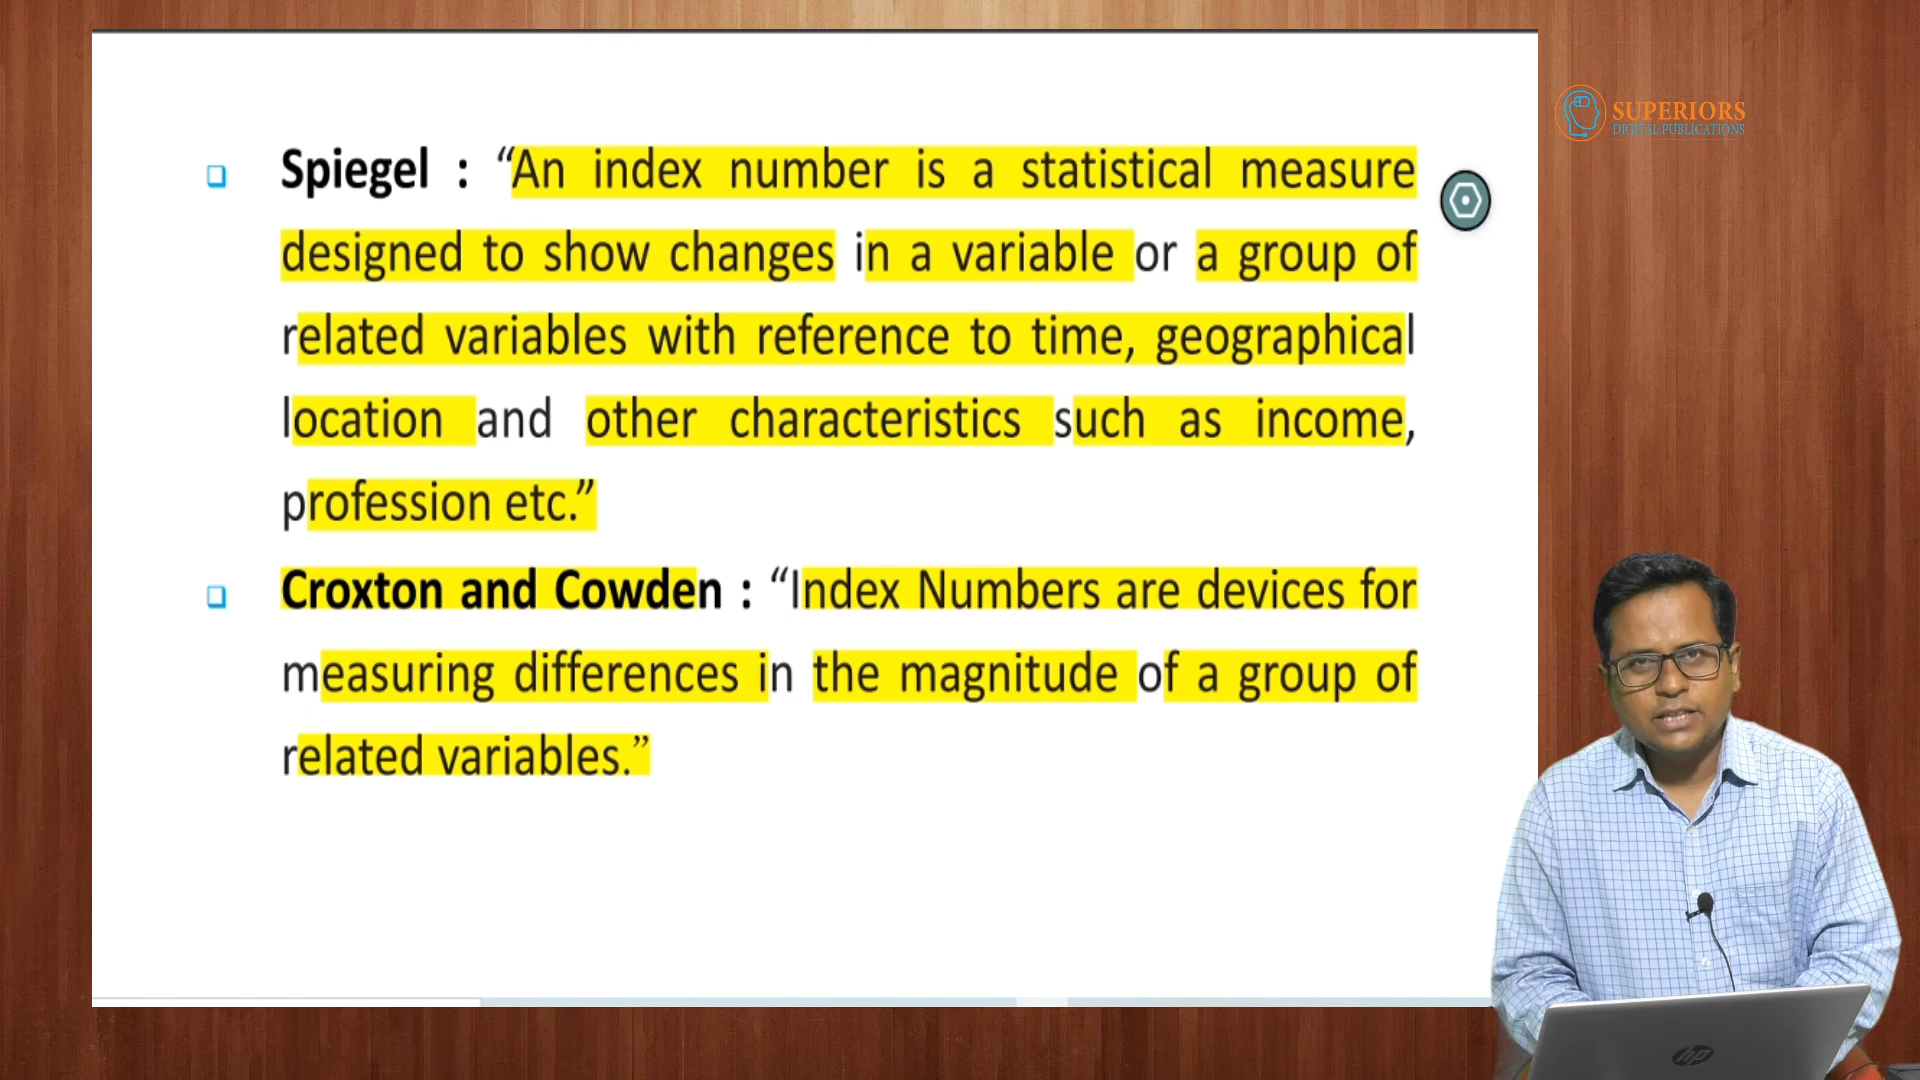 Spiegel : “An index number is a statistical measure
designed to show changes in a variable or a group of
related variables with reference to time, geographical
location and other characteristics such as income,
profession etc.”
Croxton and Cowden : “Index Numbers are devices for
measuring differences in the magnitude of a group of
related variables.”
SUPERIORS
DIGITAL PUBLICATIONS
hp